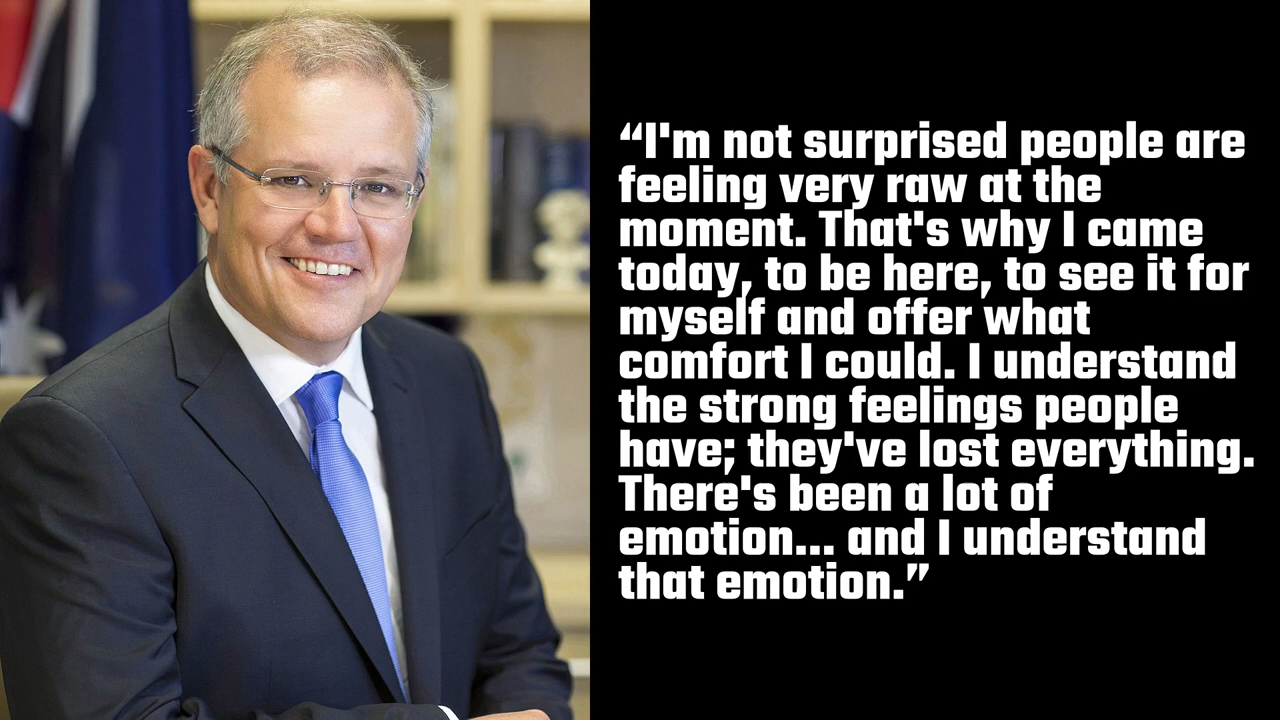 “I'm not surprised people are
feeling very raw at the
moment. That's why I came
today, to be here, to see it for
myself and offer what
comfort I could. I understand
the strong feelings people
have; they've lost everything.
There's been a lot of
emotion... and I understand
that emotion.”